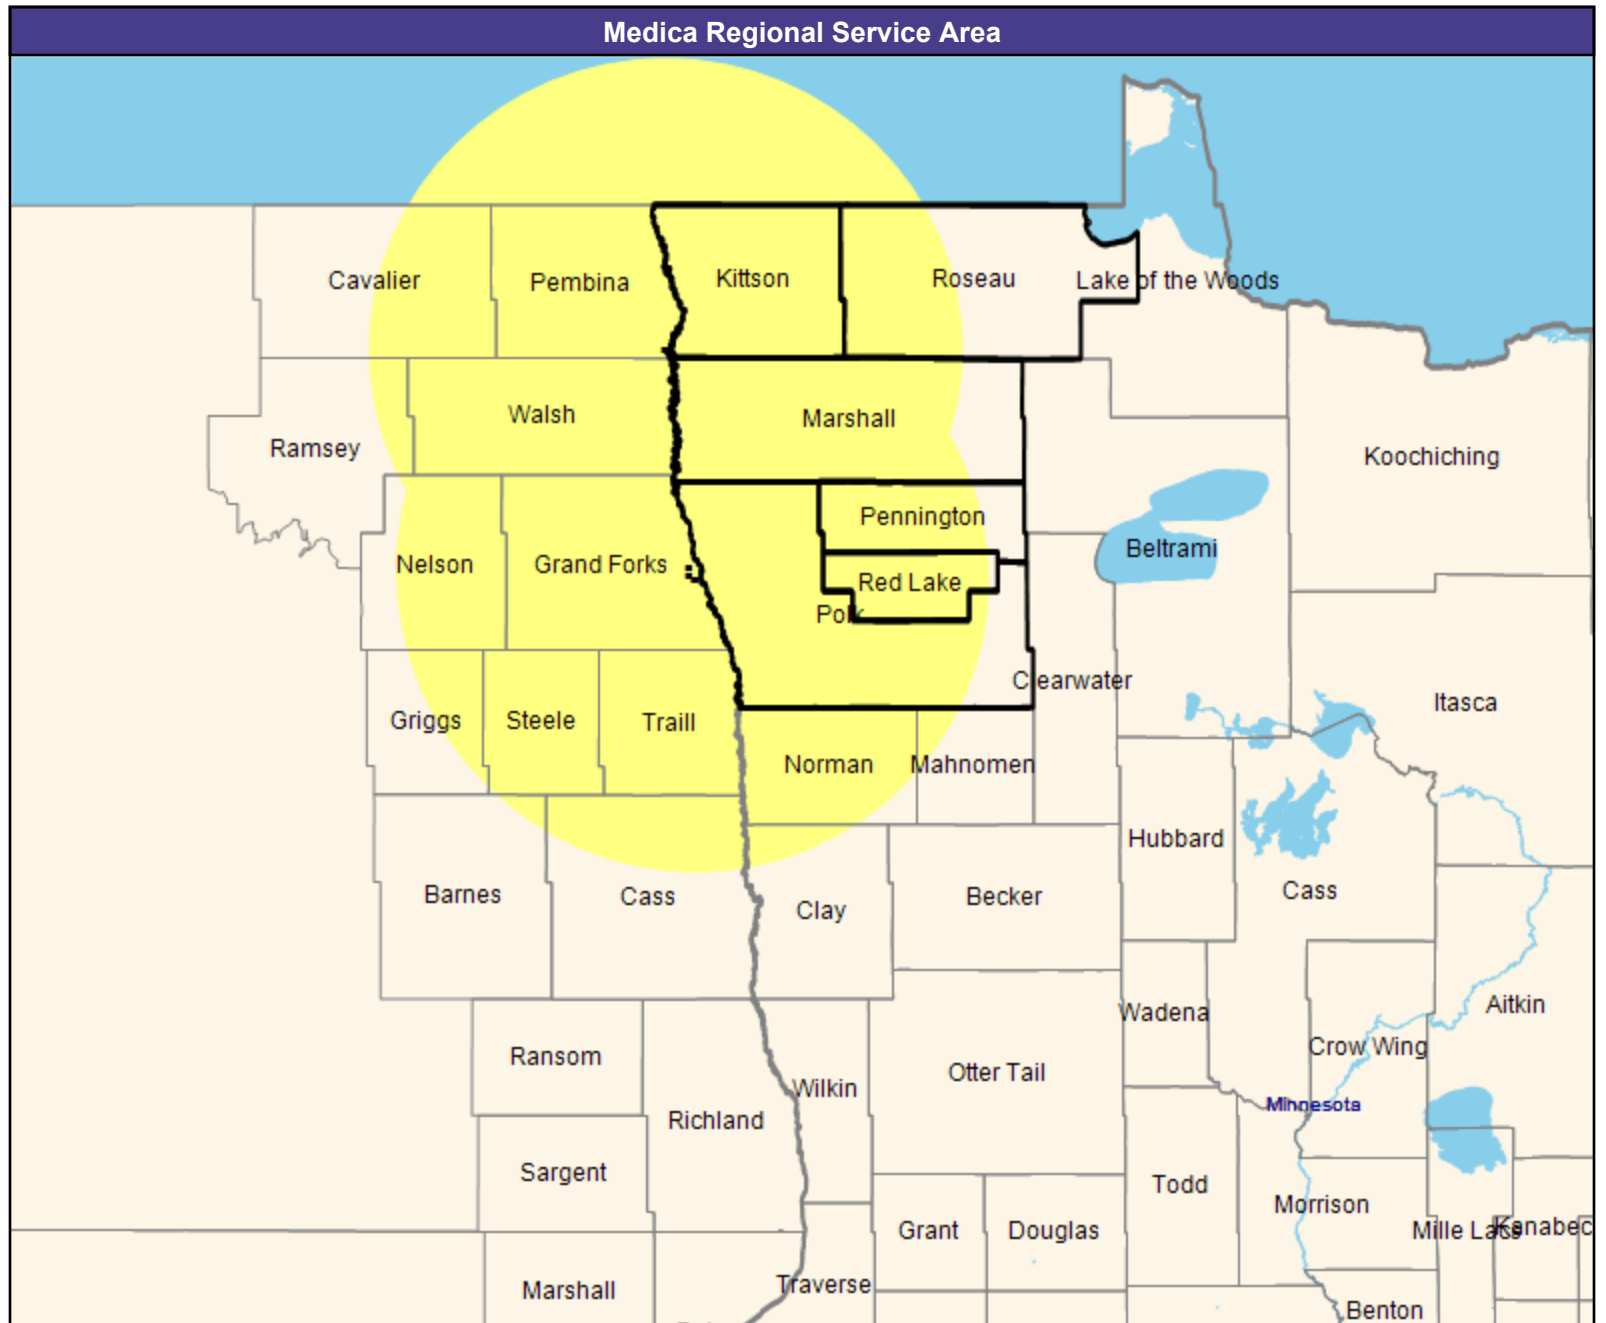 Medica Regional Service Area
Cavalier
Pembina
Kittson
Roseau
Lake of the Woods
Walsh
Marshall
Ramsey
Koochiching
Pennington
Nelson
Grand Forks
Beltrami
Red Lake
Polk
Clearwater
Itasca
Griggs
Steele
Traill
Norman
Mahnomen
Hubbard
Barnes
Cass
Clay
Becker
Cass
Wadena
Aitkin
Ransom
Crow Wing
Otter Tail
Wilkin
Minnesota
Richland
Sargent
Todd
Morrison
Grant
Douglas
Mille Lacs
Kanabec
Marshall
Traverse
Benton